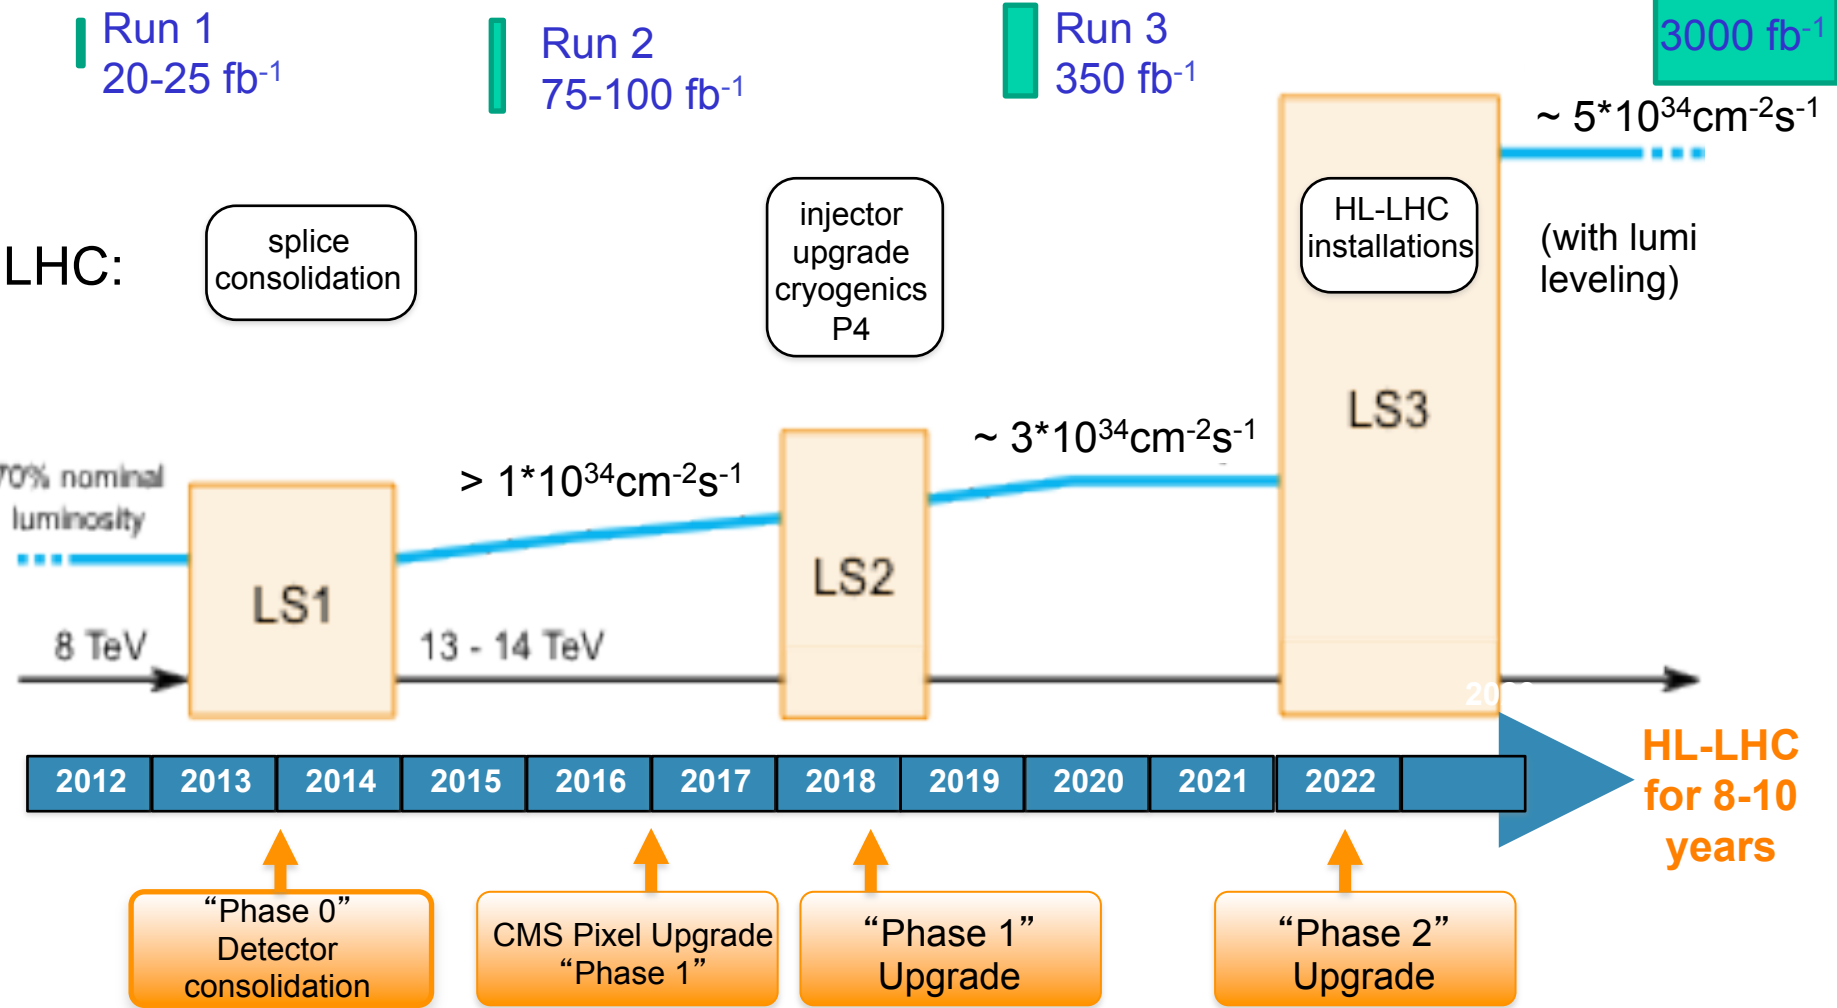 Run 1
20-25 fb⁻¹
Run 2
75-100 fb⁻¹
Run 3
350 fb⁻¹
3000 fb⁻¹
~ 5*10³⁴cm⁻²s⁻¹
LHC:
splice
consolidation
injector
upgrade
cryogenics
P4
HL-LHC
installations
(with lumi
leveling)
70% nominal
luminosity
> 1*10³⁴cm⁻²s⁻¹
~ 3*10³⁴cm⁻²s⁻¹
LS1
LS2
LS3
8 TeV
13 - 14 TeV
2012 2013 2014 2015 2016 2017 2018 2019 2020 2021 2022
HL-LHC
for 8-10
years
“Phase 0”
Detector
consolidation
CMS Pixel Upgrade
“Phase 1”
“Phase 1”
Upgrade
“Phase 2”
Upgrade